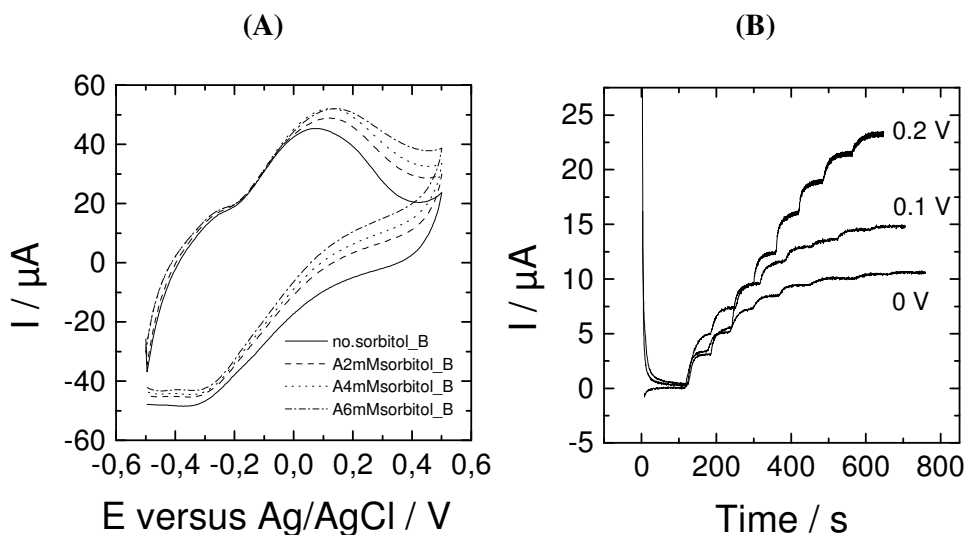 (A)
(B)
60
40
20
0
-20
-40
-60
I / µA
no.sorbitol_B
A2mMsorbitol_B
A4mMsorbitol_B
A6mMsorbitol_B
-0,6 -0,4 -0,2 0,0 0,2 0,4 0,6
E versus Ag/AgCl / V
25
20
15
10
5
0
-5
I / µA
0.2 V
0.1 V
0 V
0 200 400 600 800
Time / s